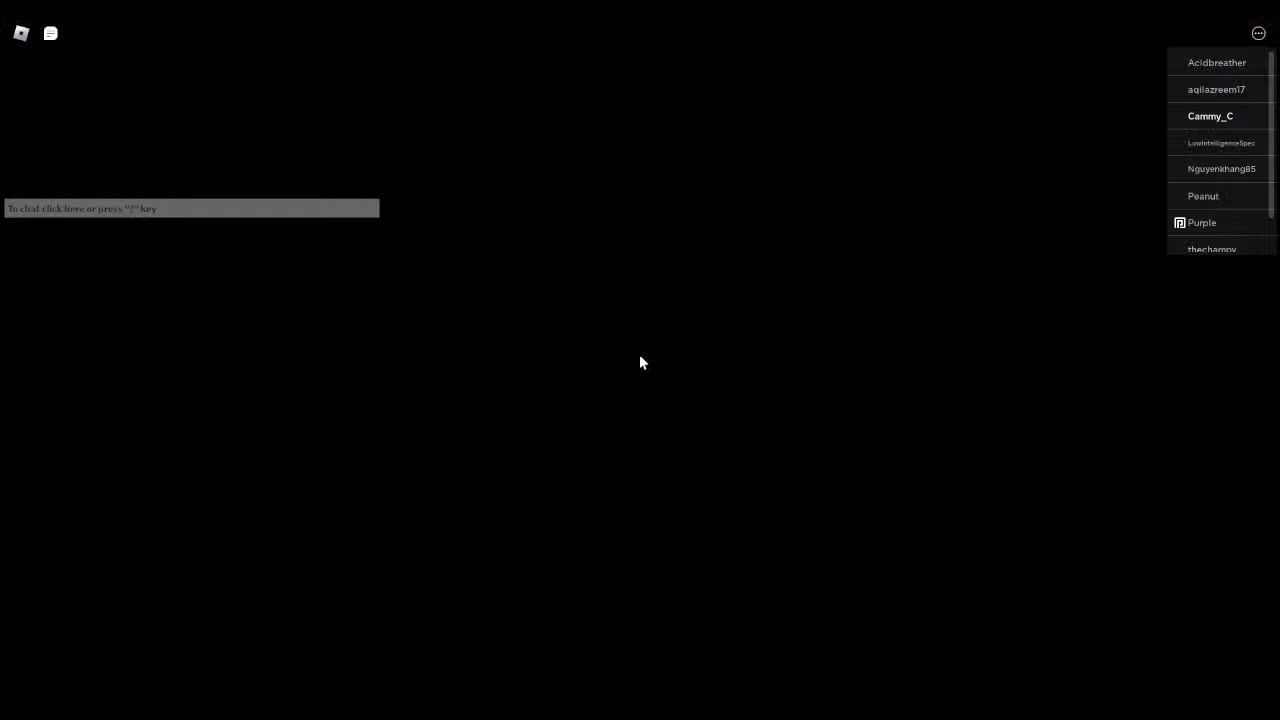 Acidbreather
aqilazreem17
Cammy_C
LowIntelligenceSpec
Nguyenkhang85
Peanut
Purple
thechampy
To chat click here or press "/" key